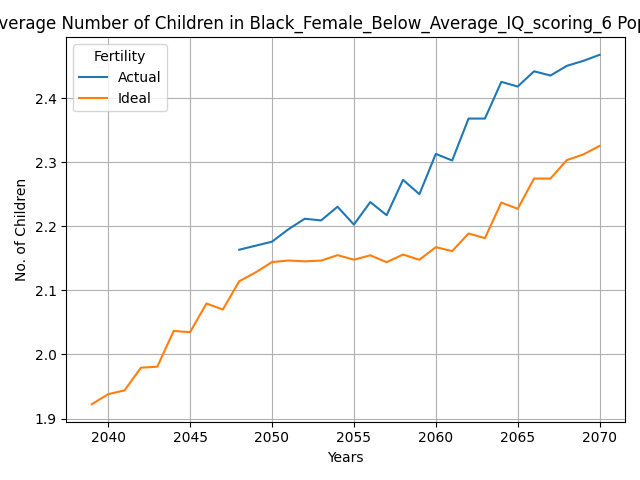 verage Number of Children in Black_Female_Below_Average_IQ_scoring_6 Pop
Fertility
Actual
Ideal
2.4
2.3
2.2
2.1
2.0
1.9
No. of Children
2040 2045 2050 2055 2060 2065 2070
Years